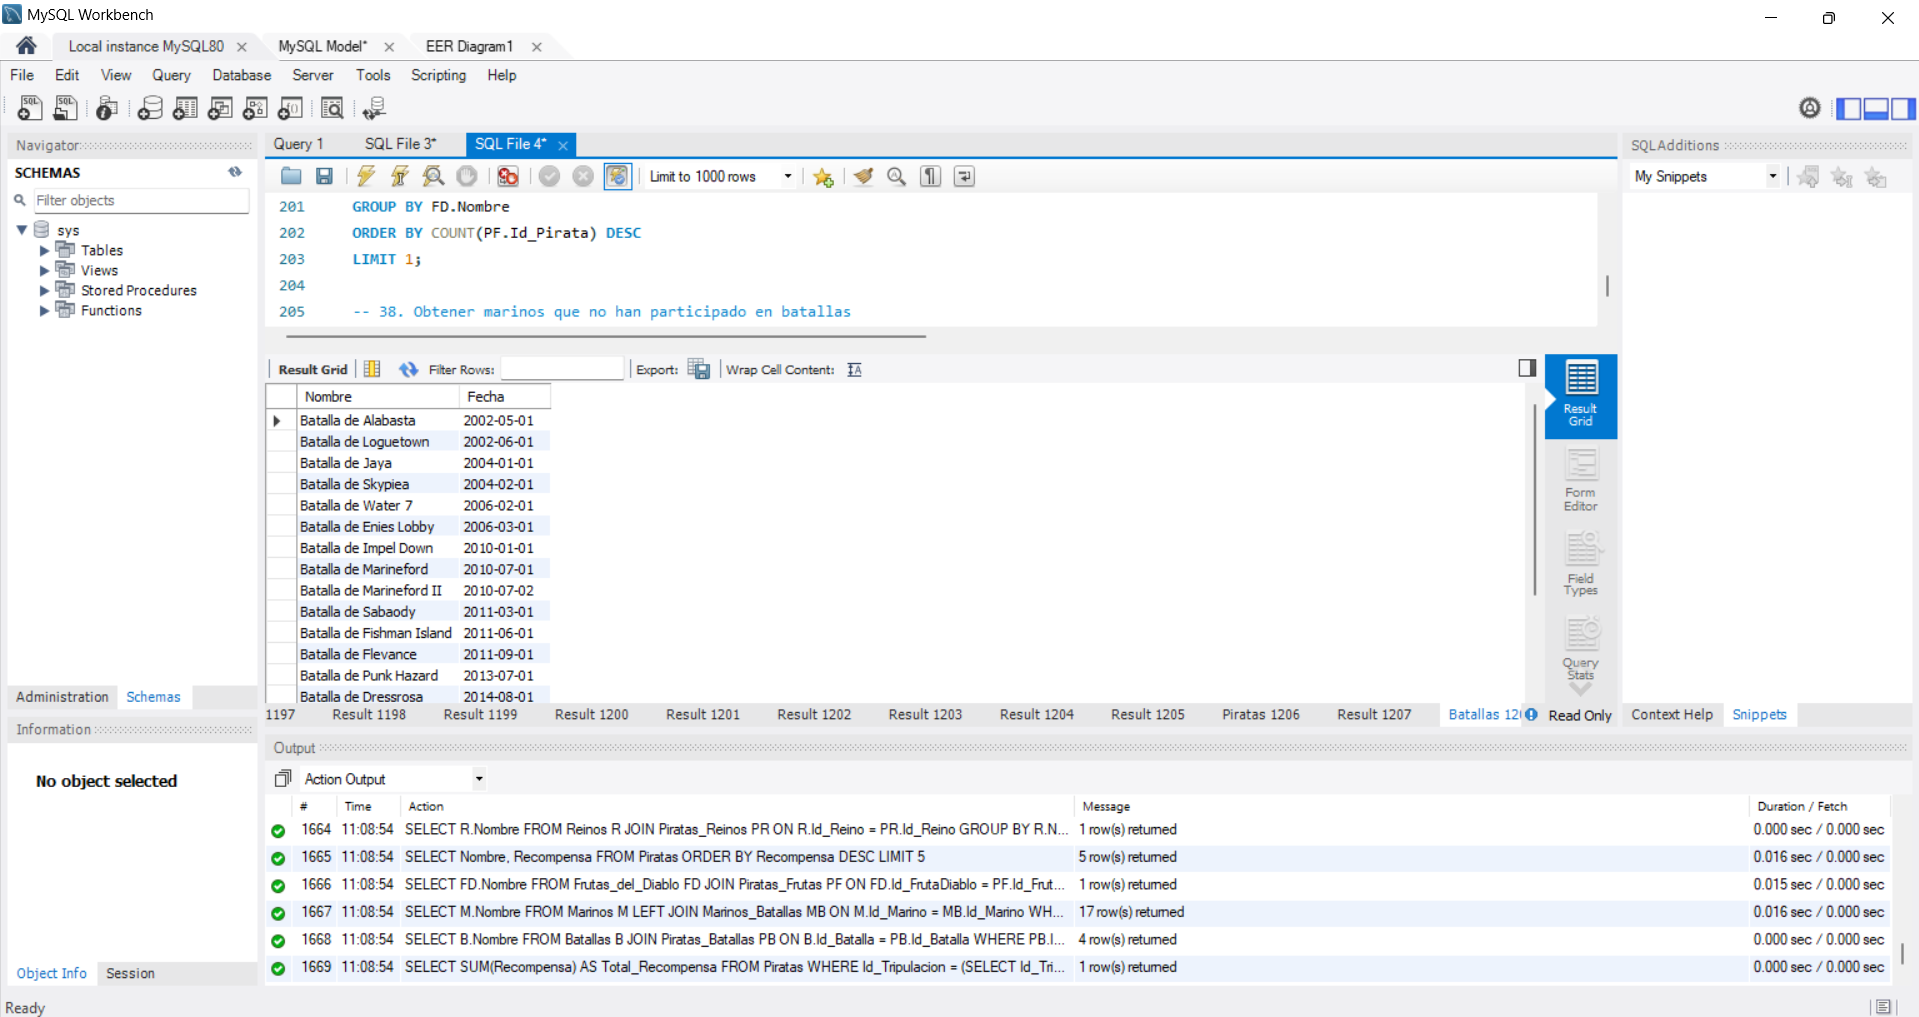 MySQL Workbench
Local instance MySQL80
MySQL Model*
EER Diagram1
File Edit View Query Database Server Tools Scripting Help
Navigator
SCHEMAS
Filter objects
sys
Tables
Views
Stored Procedures
Functions
Administration Schemas
Information
No object selected
Object Info Session
Ready
Query 1 SQL File 3* SQL File 4*
Limit to 1000 rows
201 GROUP BY FD.Nombre
202 ORDER BY COUNT(PF.Id_Pirata) DESC
203 LIMIT 1;
204
205 -- 38. Obtener marinos que no han participado en batallas
Result Grid Filter Rows: Export: Wrap Cell Content:
Nombre Fecha
Batalla de Alabasta 2002-05-01
Batalla de Loguetown 2002-06-01
Batalla de Jaya 2004-01-01
Batalla de Skypiea 2004-02-01
Batalla de Water 7 2006-02-01
Batalla de Enies Lobby 2006-03-01
Batalla de Impel Down 2010-01-01
Batalla de Marineford 2010-07-01
Batalla de Marineford II 2010-07-02
Batalla de Sabaody 2011-03-01
Batalla de Fishman Island 2011-06-01
Batalla de Flevance 2011-09-01
Batalla de Punk Hazard 2013-07-01
Batalla de Dressrosa 2014-08-01
Result Grid
Form Editor
Field Types
Query Stats
1197 Result 1198 Result 1199 Result 1200 Result 1201 Result 1202 Result 1203 Result 1204 Result 1205 Piratas 1206 Result 1207 Batallas 120 Read Only
SQLAdditions
My Snippets
Context Help Snippets
Output
Action Output
# Time Action Message Duration / Fetch
1664 11:08:54 SELECT R.Nombre FROM Reinos R JOIN Piratas_Reinos PR ON R.Id_Reino = PR.Id_Reino GROUP BY R.N... 1 row(s) returned 0.000 sec / 0.000 sec
1665 11:08:54 SELECT Nombre, Recompensa FROM Piratas ORDER BY Recompensa DESC LIMIT 5 5 row(s) returned 0.016 sec / 0.000 sec
1666 11:08:54 SELECT FD.Nombre FROM Frutas_del_Diablo FD JOIN Piratas_Frutas PF ON FD.Id_FrutaDiablo = PF.Id_Frut... 1 row(s) returned 0.015 sec / 0.000 sec
1667 11:08:54 SELECT M.Nombre FROM Marinos M LEFT JOIN Marinos_Batallas MB ON M.Id_Marino = MB.Id_Marino WH... 17 row(s) returned 0.016 sec / 0.000 sec
1668 11:08:54 SELECT B.Nombre FROM Batallas B JOIN Piratas_Batallas PB ON B.Id_Batalla = PB.Id_Batalla WHERE PB.I... 4 row(s) returned 0.000 sec / 0.000 sec
1669 11:08:54 SELECT SUM(Recompensa) AS Total_Recompensa FROM Piratas WHERE Id_Tripulacion = (SELECT Id_Tri... 1 row(s) returned 0.000 sec / 0.000 sec